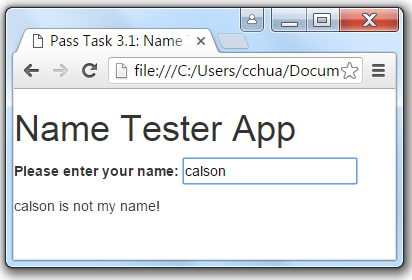 Pass Task 3.1: Name
file:///C:/Users/cchua/Docum
Name Tester App
Please enter your name: calson
calson is not my name!